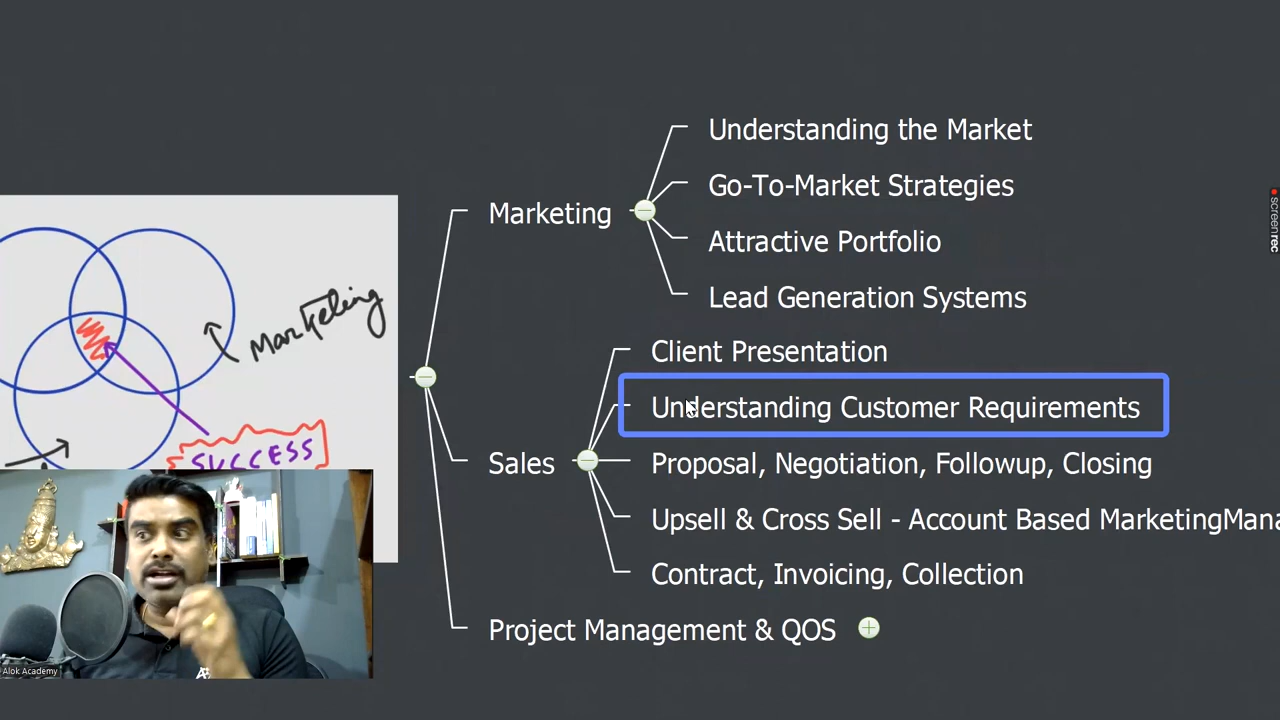 Understanding the Market
Go-To-Market Strategies
Marketing
Attractive Portfolio
Lead Generation Systems
Marketing
SUCCESS
Client Presentation
Understanding Customer Requirements
Sales
Proposal, Negotiation, Followup, Closing
Upsell & Cross Sell - Account Based MarketingMana
Contract, Invoicing, Collection
Project Management & QOS
Alok Academy
screenrec